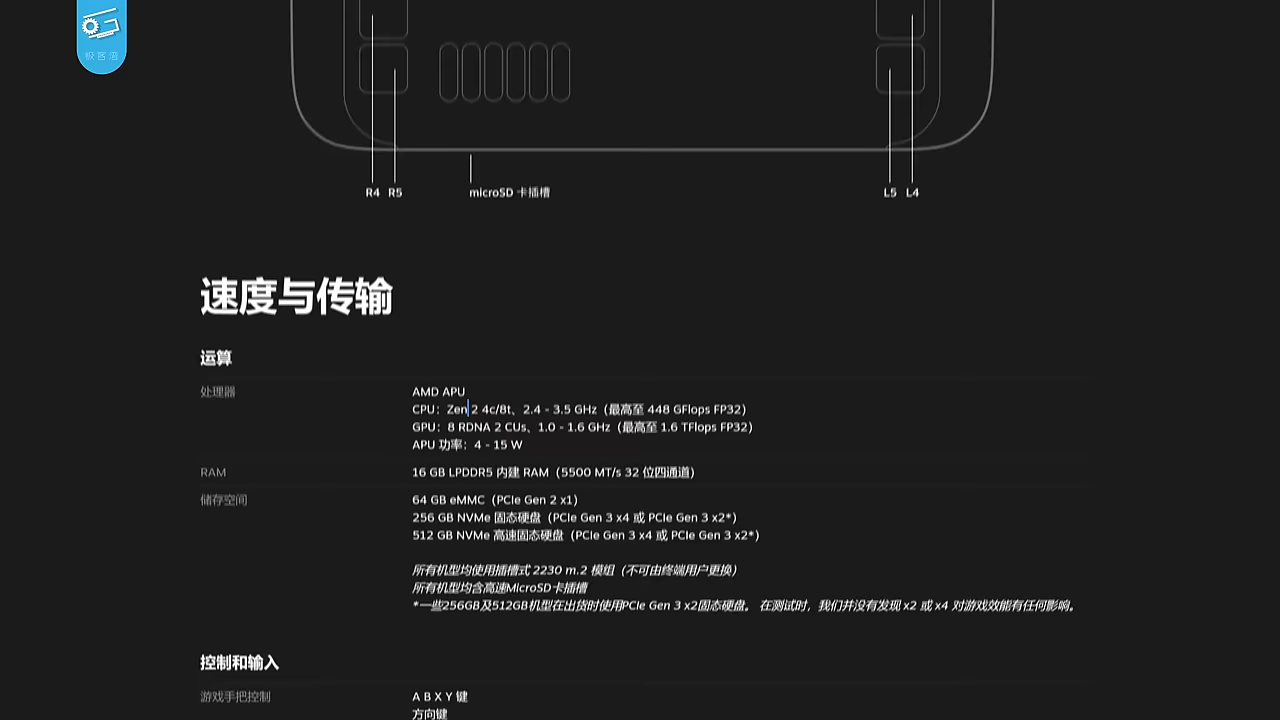 极客湾
R4 R5 microSD 卡插槽 L5 L4
速度与传输
运算
处理器 AMD APU
CPU：Zen 2 4c/8t、2.4 - 3.5 GHz（最高至 448 GFlops FP32）
GPU：8 RDNA 2 CUs、1.0 - 1.6 GHz（最高至 1.6 TFlops FP32）
APU 功率：4 - 15 W
RAM 16 GB LPDDR5 内建 RAM（5500 MT/s 32 位四通道）
储存空间 64 GB eMMC（PCIe Gen 2 x1）
256 GB NVMe 固态硬盘（PCIe Gen 3 x4 或 PCIe Gen 3 x2*）
512 GB NVMe 高速固态硬盘（PCIe Gen 3 x4 或 PCIe Gen 3 x2*）
所有机型均使用插槽式 2230 m.2 模组（不可由终端用户更换）
所有机型均含高速MicroSD卡插槽
*一些256GB及512GB机型在出货时使用PCIe Gen 3 x2固态硬盘。 在测试时，我们并没有发现 x2 或 x4 对游戏效能有任何影响。
控制和输入
游戏手把控制 A B X Y 键
方向键